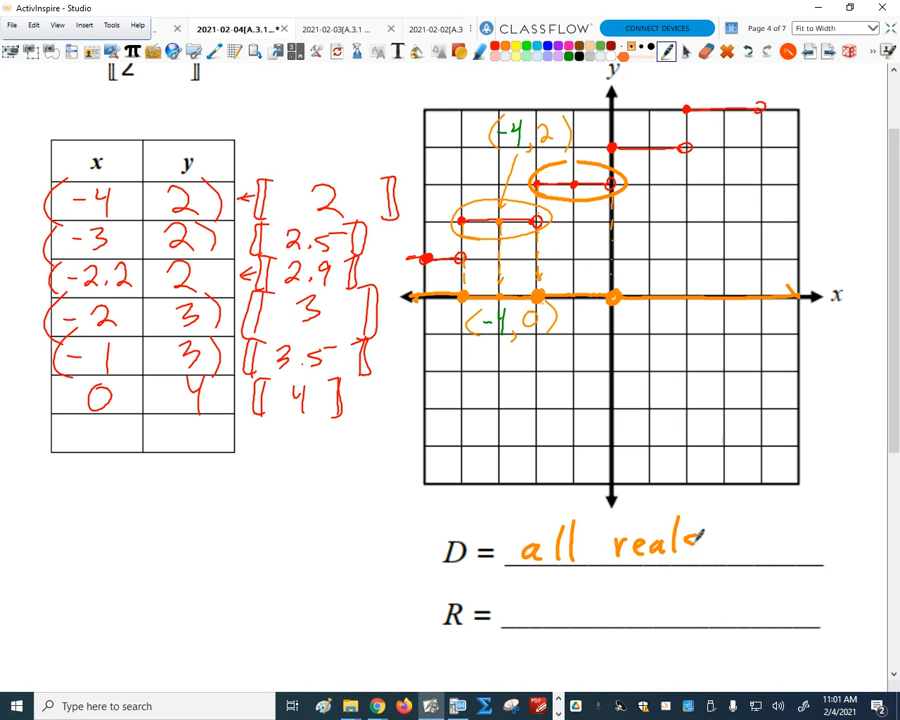 ActivInspire - Studio
File Edit View Insert Tools Help
2021-02-04[A.3.1...* 2021-02-03[A.3.1 ... 2021-02-02[A.3
CLASSFLOW CONNECT DEVICES Page 4 of 7 Fit to Width
y
x y
(-4 2) ← ⟦ 2 ⟧
(-3 2) ⟦ 2.5 ⟧
(-2.2 2) ← ⟦ 2.9 ⟧
(-2 3) ⟦ 3 ⟧
(-1 3) ⟦ 3.5 ⟧
0 4 ⟦ 4 ⟧
(-4, 2)
x
(-4, 0)
D = all reals
R =
Type here to search
11:01 AM
2/4/2021
2